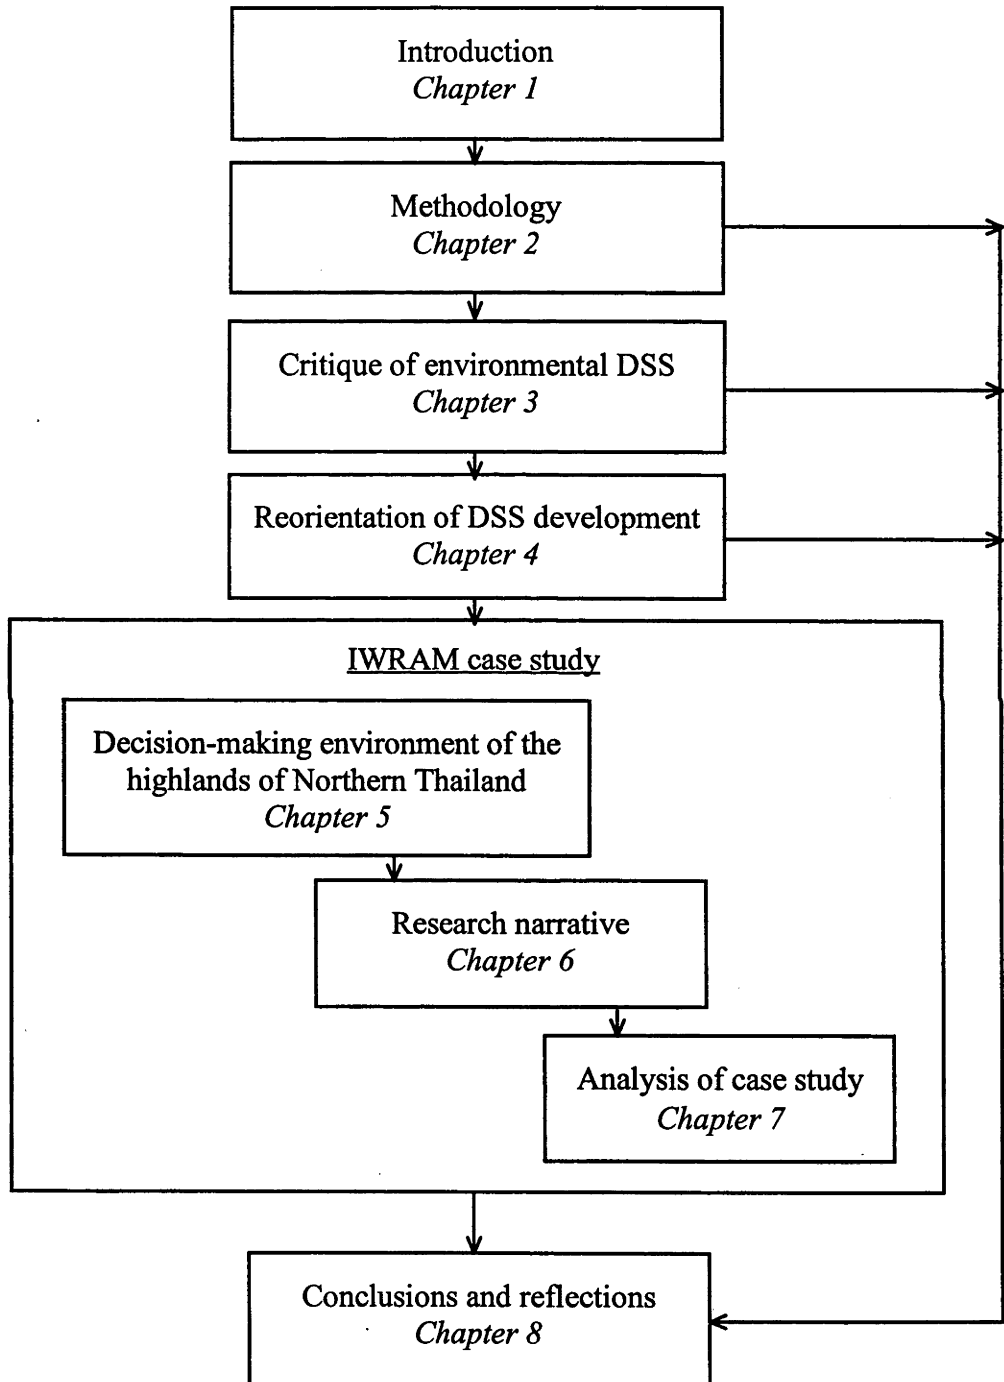 Introduction
Chapter 1
Methodology
Chapter 2
Critique of environmental DSS
Chapter 3
Reorientation of DSS development
Chapter 4
IWRAM case study
Decision-making environment of the
highlands of Northern Thailand
Chapter 5
Research narrative
Chapter 6
Analysis of case study
Chapter 7
Conclusions and reflections
Chapter 8